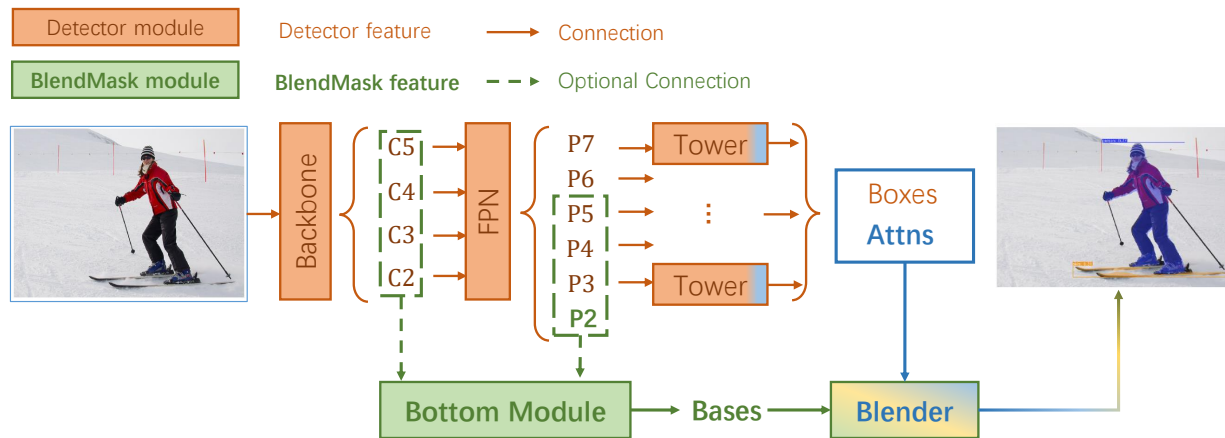 Detector module
Detector feature
Connection
BlendMask module
BlendMask feature
Optional Connection
Backbone
C5
C4
C3
C2
FPN
P7
P6
P5
P4
P3
P2
Tower
⋮
Tower
Boxes
Attns
Bottom Module
Bases
Blender